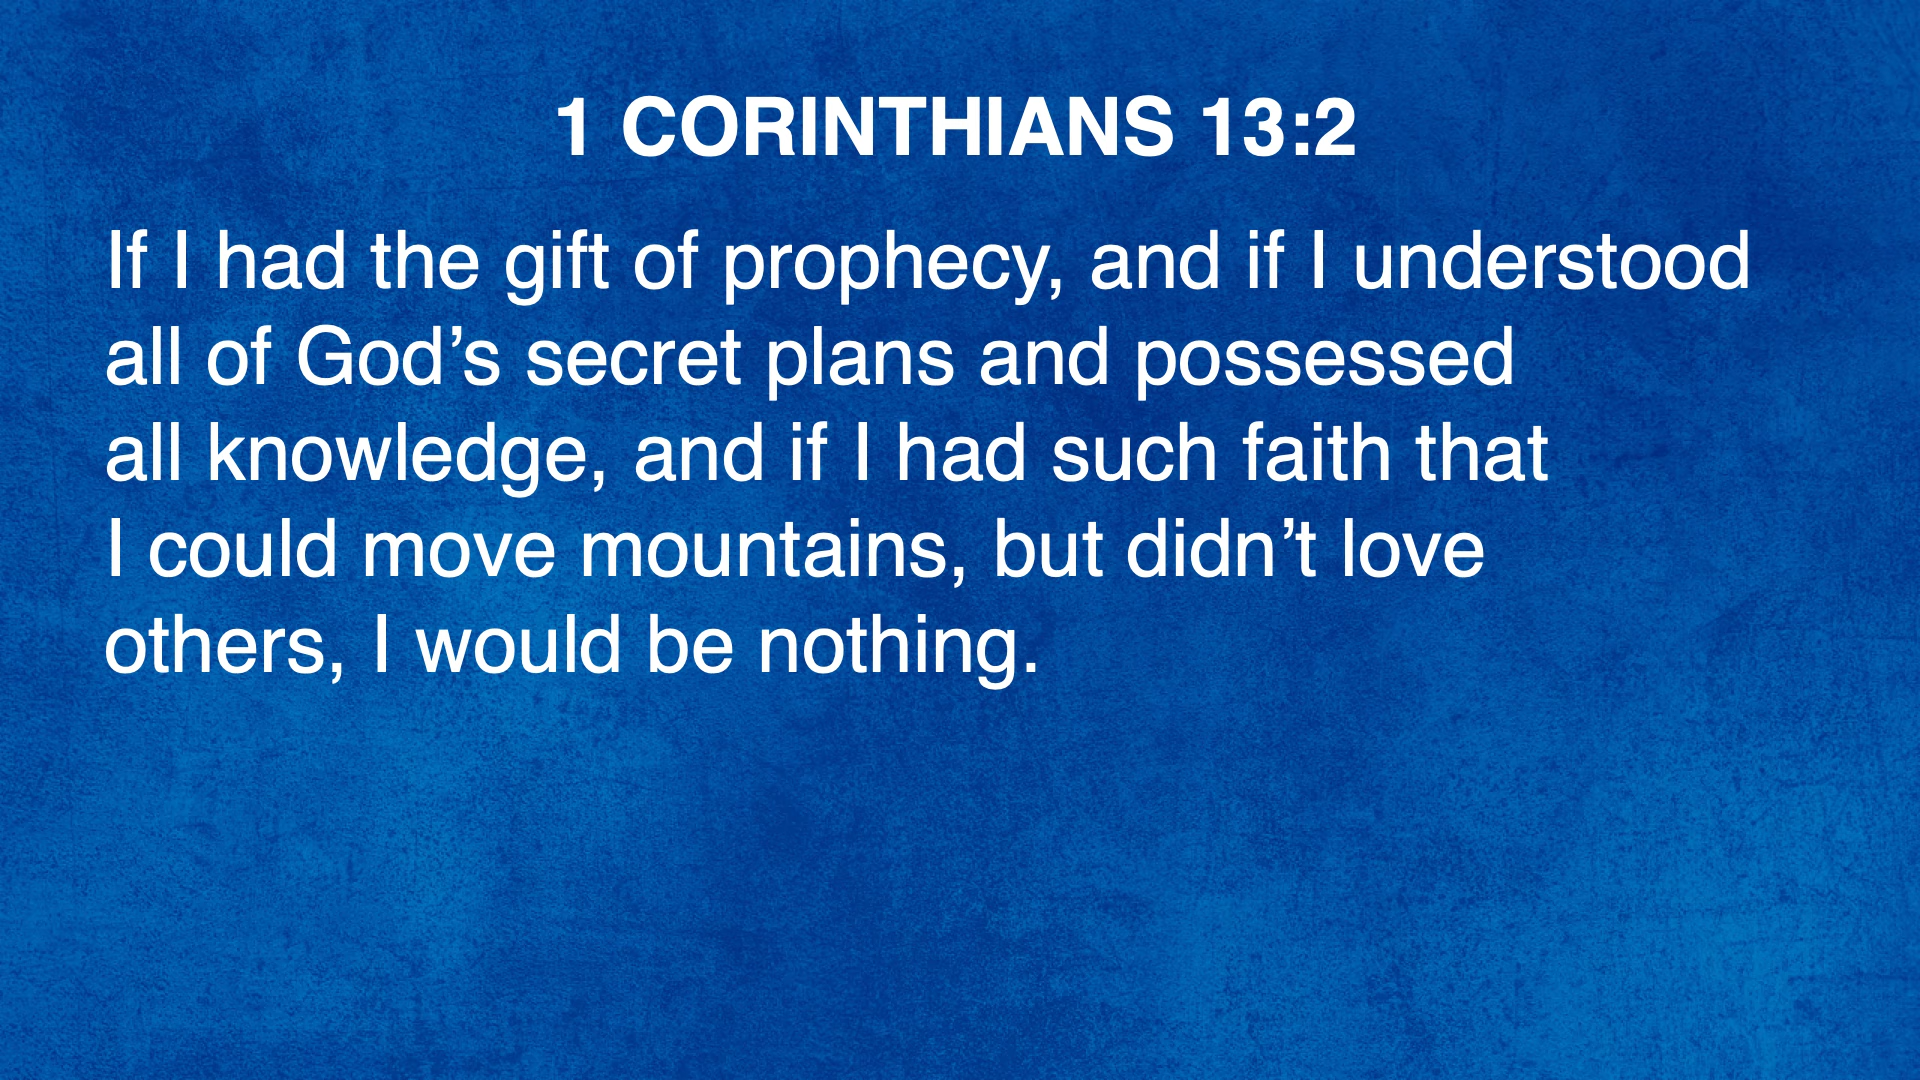 1 CORINTHIANS 13:2
If I had the gift of prophecy, and if I understood
all of God’s secret plans and possessed
all knowledge, and if I had such faith that
I could move mountains, but didn’t love
others, I would be nothing.